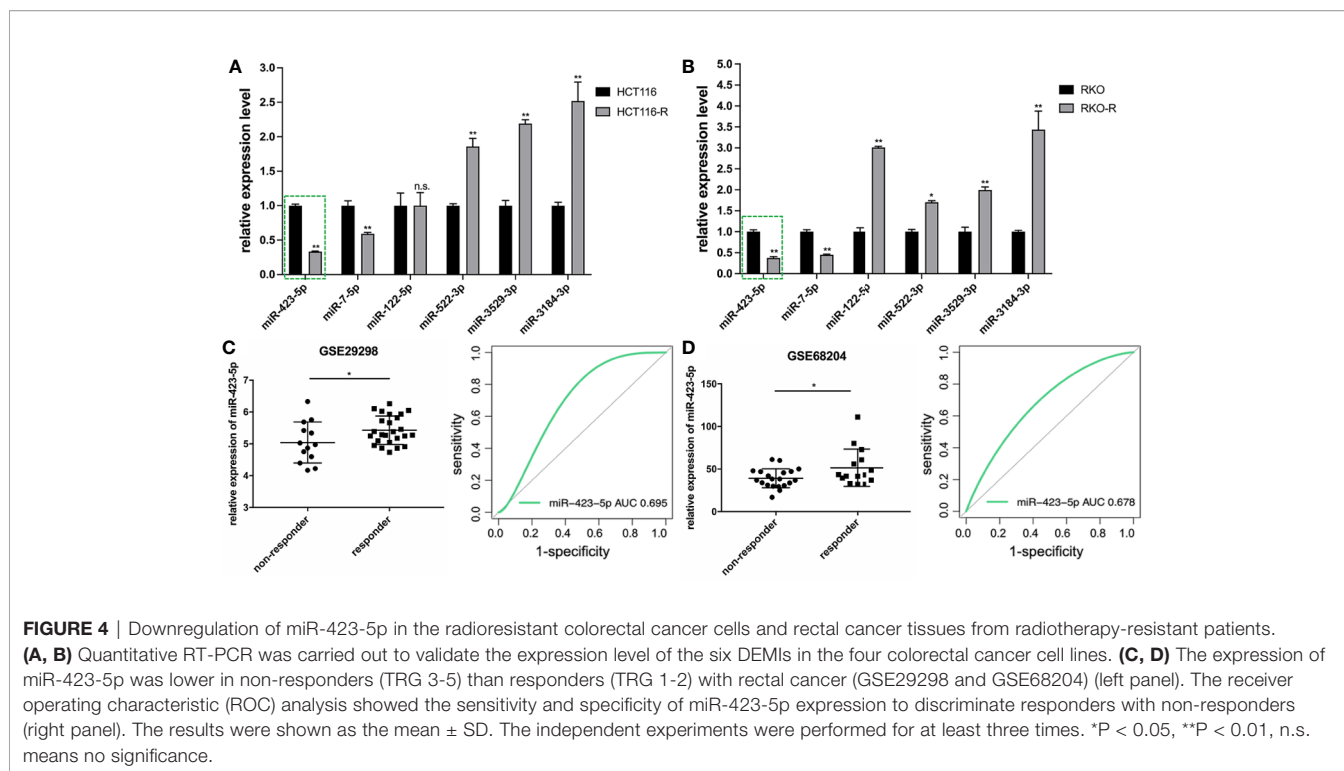 A
relative expression level
3.0
2.5
2.0
1.5
1.0
0.5
0.0
HCT116
HCT116-R
**
**
n.s.
**
**
**
miR-423-5p
miR-7-5p
miR-122-5p
miR-522-3p
miR-3529-3p
miR-3184-3p
B
relative expression level
5.0
4.5
4.0
3.5
3.0
2.5
2.0
1.5
1.0
0.5
0.0
RKO
RKO-R
**
**
**
*
**
**
miR-423-5p
miR-7-5p
miR-122-5p
miR-522-3p
miR-3529-3p
miR-3184-3p
C
GSE29298
relative expression of miR-423-5p
7
6
5
4
3
*
non-responder
responder
sensitivity
1.0
0.8
0.6
0.4
0.2
0.0
miR−423−5p AUC 0.695
0.0 0.2 0.4 0.6 0.8 1.0
1-specificity
D
GSE68204
relative expression of miR-423-5p
150
100
50
0
*
non-responder
responder
sensitivity
1.0
0.8
0.6
0.4
0.2
0.0
miR−423−5p AUC 0.678
0.0 0.2 0.4 0.6 0.8 1.0
1-specificity
FIGURE 4 | Downregulation of miR-423-5p in the radioresistant colorectal cancer cells and rectal cancer tissues from radiotherapy-resistant patients.
(A, B) Quantitative RT-PCR was carried out to validate the expression level of the six DEMIs in the four colorectal cancer cell lines. (C, D) The expression of
miR-423-5p was lower in non-responders (TRG 3-5) than responders (TRG 1-2) with rectal cancer (GSE29298 and GSE68204) (left panel). The receiver
operating characteristic (ROC) analysis showed the sensitivity and specificity of miR-423-5p expression to discriminate responders with non-responders
(right panel). The results were shown as the mean ± SD. The independent experiments were performed for at least three times. *P < 0.05, **P < 0.01, n.s.
means no significance.